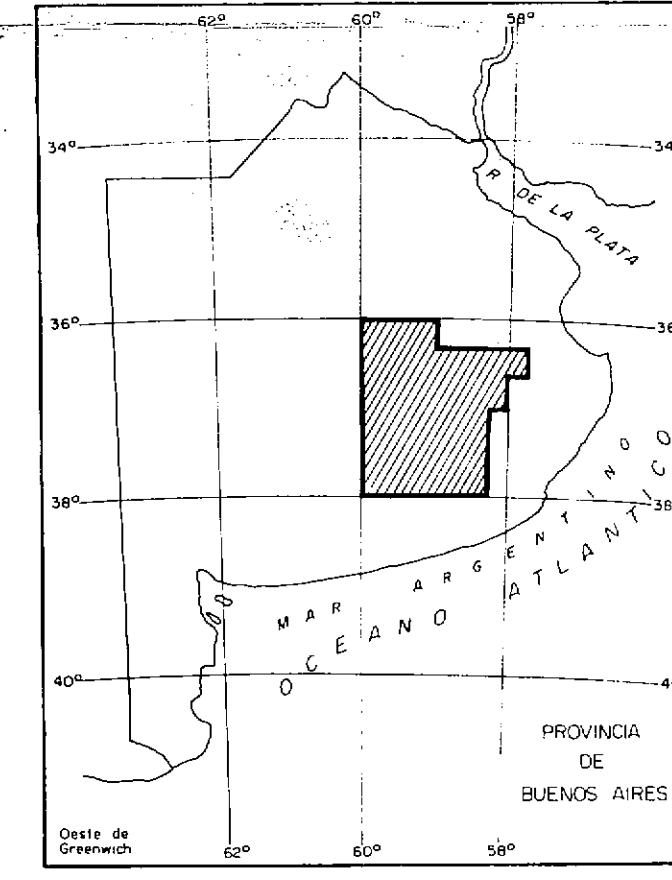 62° 60° 58°
34° 34
R DE LA PLATA
36° 36
38° 38
MAR ARGENTINO
OCEANO ATLANTICO
40° 4
PROVINCIA
DE
BUENOS AIRES
Oeste de
Greenwich
62° 60° 58°